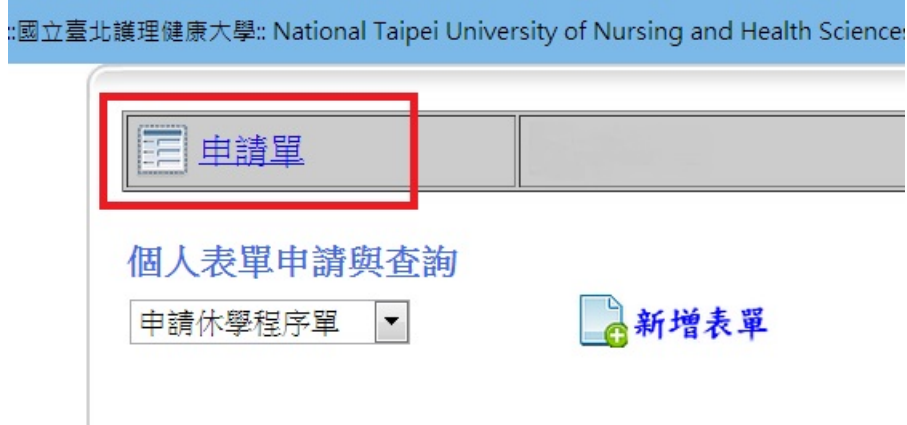 ::國立臺北護理健康大學:: National Taipei University of Nursing and Health Sciences
申請單
個人表單申請與查詢
申請休學程序單
新增表單